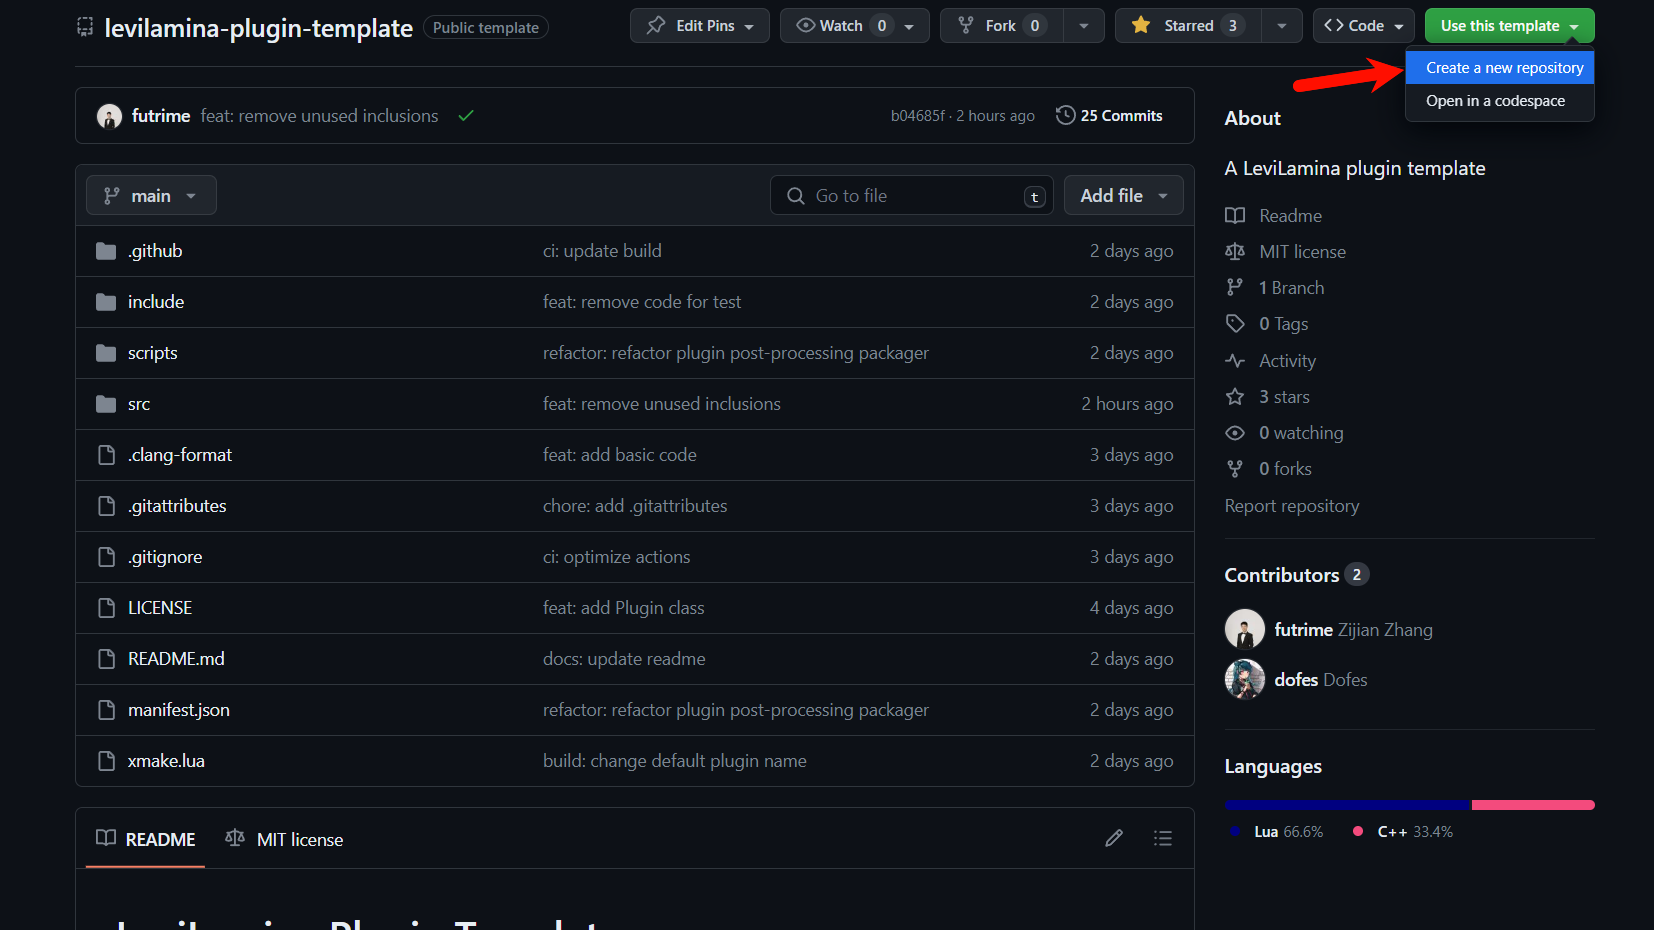 levilamina-plugin-template Public template Edit Pins Watch 0 Fork 0 Starred 3 <> Code Use this template
Create a new repository
Open in a codespace
futrime feat: remove unused inclusions b04685f · 2 hours ago 25 Commits
main Go to file t Add file
.github ci: update build 2 days ago
include feat: remove code for test 2 days ago
scripts refactor: refactor plugin post-processing packager 2 days ago
src feat: remove unused inclusions 2 hours ago
.clang-format feat: add basic code 3 days ago
.gitattributes chore: add .gitattributes 3 days ago
.gitignore ci: optimize actions 3 days ago
LICENSE feat: add Plugin class 4 days ago
README.md docs: update readme 2 days ago
manifest.json refactor: refactor plugin post-processing packager 2 days ago
xmake.lua build: change default plugin name 2 days ago
README MIT license
About
A LeviLamina plugin template
Readme
MIT license
1 Branch
0 Tags
Activity
3 stars
0 watching
0 forks
Report repository
Contributors 2
futrime Zijian Zhang
dofes Dofes
Languages
Lua 66.6% C++ 33.4%